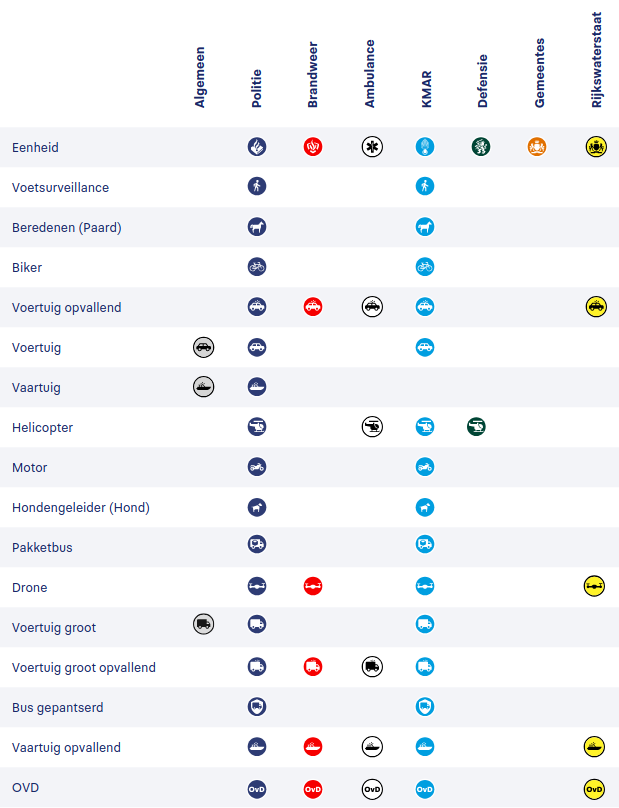 Algemeen Politie Brandweer Ambulance KMAR Defensie Gemeentes Rijkswaterstaat
Eenheid
Voetsurveillance
Beredenen (Paard)
Biker
Voertuig opvallend
Voertuig
Vaartuig
Helicopter
Motor
Hondengeleider (Hond)
Pakketbus
Drone
Voertuig groot
Voertuig groot opvallend
Bus gepantserd
Vaartuig opvallend
OVD OvD OvD OvD OvD OvD